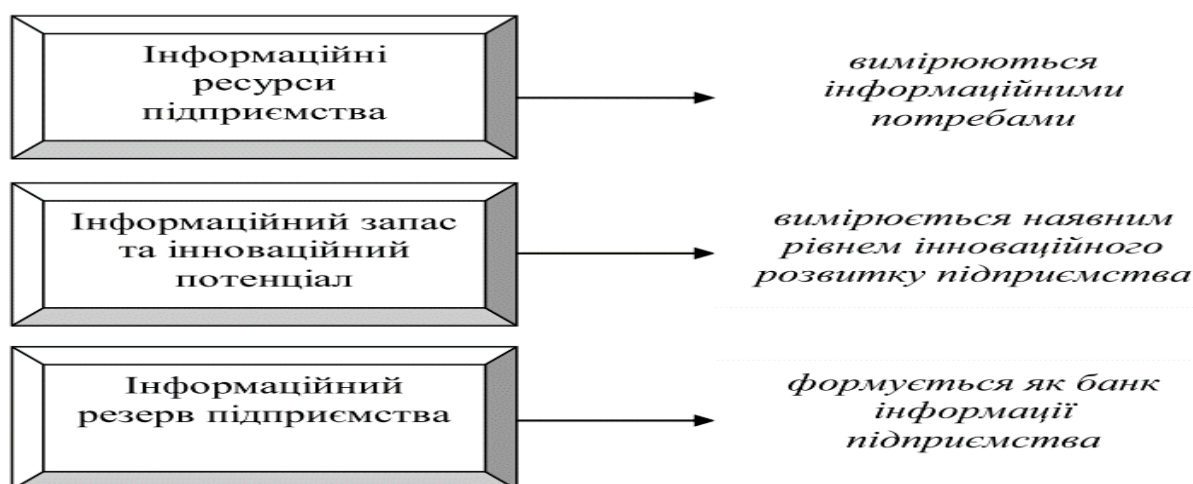 Інформаційні
ресурси
підприємства
вимірюються
інформаційними
потребами
Інформаційний запас
та інноваційний
потенціал
вимірюється наявним
рівнем інноваційного
розвитку підприємства
Інформаційний
резерв підприємства
формується як банк
інформації
підприємства